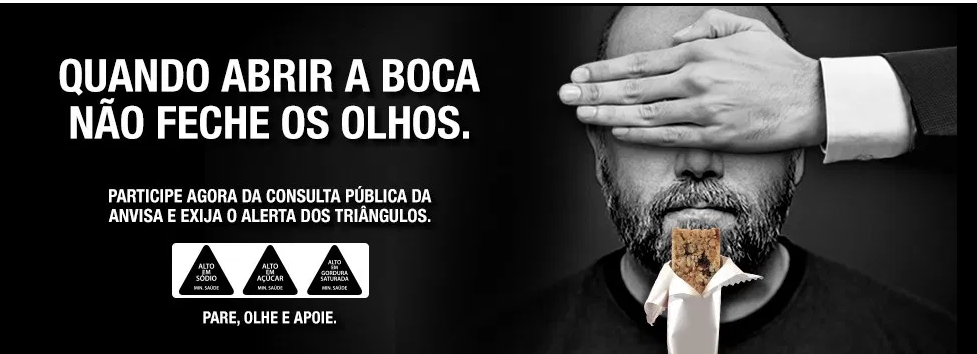 QUANDO ABRIR A BOCA
NÃO FECHE OS OLHOS.
PARTICIPE AGORA DA CONSULTA PÚBLICA DA
ANVISA E EXIJA O ALERTA DOS TRIÂNGULOS.
ALTO
EM
SÓDIO
MIN. SAÚDE
ALTO
EM
AÇÚCAR
MIN. SAÚDE
ALTO
EM
GORDURA
SATURADA
MIN. SAÚDE
PARE, OLHE E APOIE.